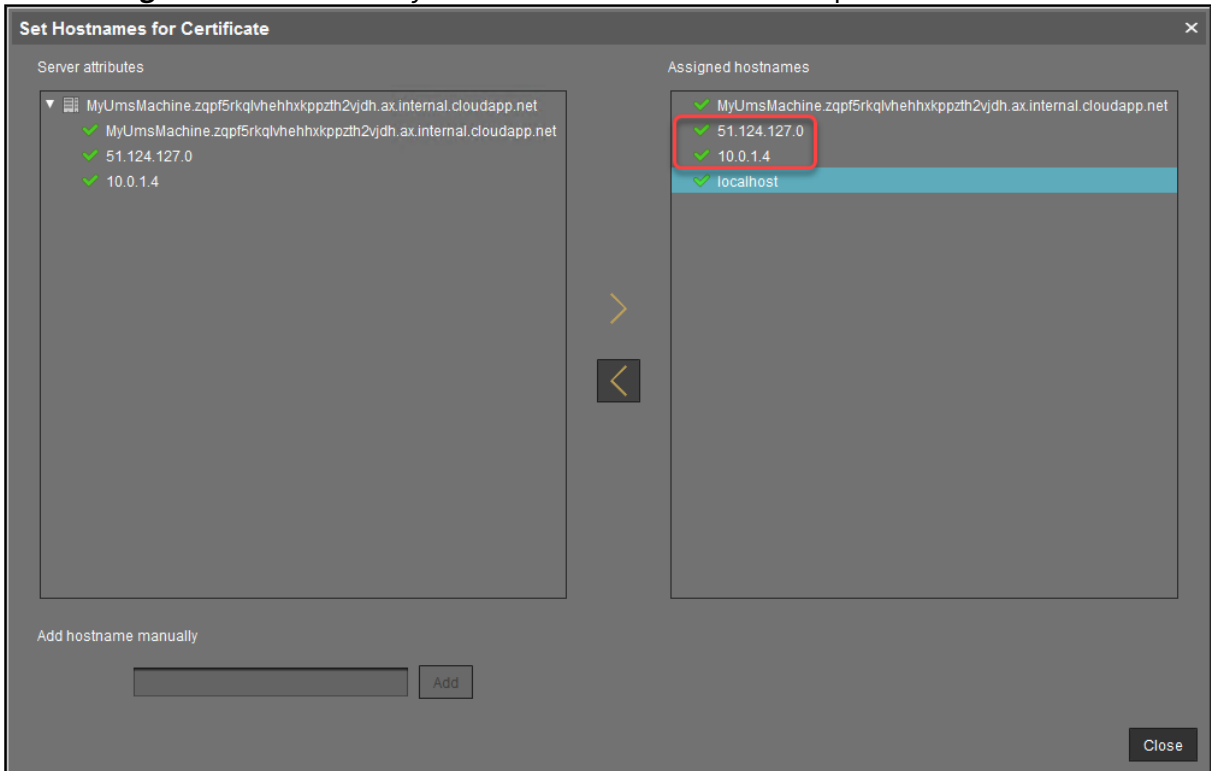 Set Hostnames for Certificate
Server attributes
MyUmsMachine.zqpf5rkqlvhehhxkppzth2vjdh.ax.internal.cloudapp.net
MyUmsMachine.zqpf5rkqlvhehhxkppzth2vjdh.ax.internal.cloudapp.net
51.124.127.0
10.0.1.4
Assigned hostnames
MyUmsMachine.zqpf5rkqlvhehhxkppzth2vjdh.ax.internal.cloudapp.net
51.124.127.0
10.0.1.4
localhost
Add hostname manually
Add
Close